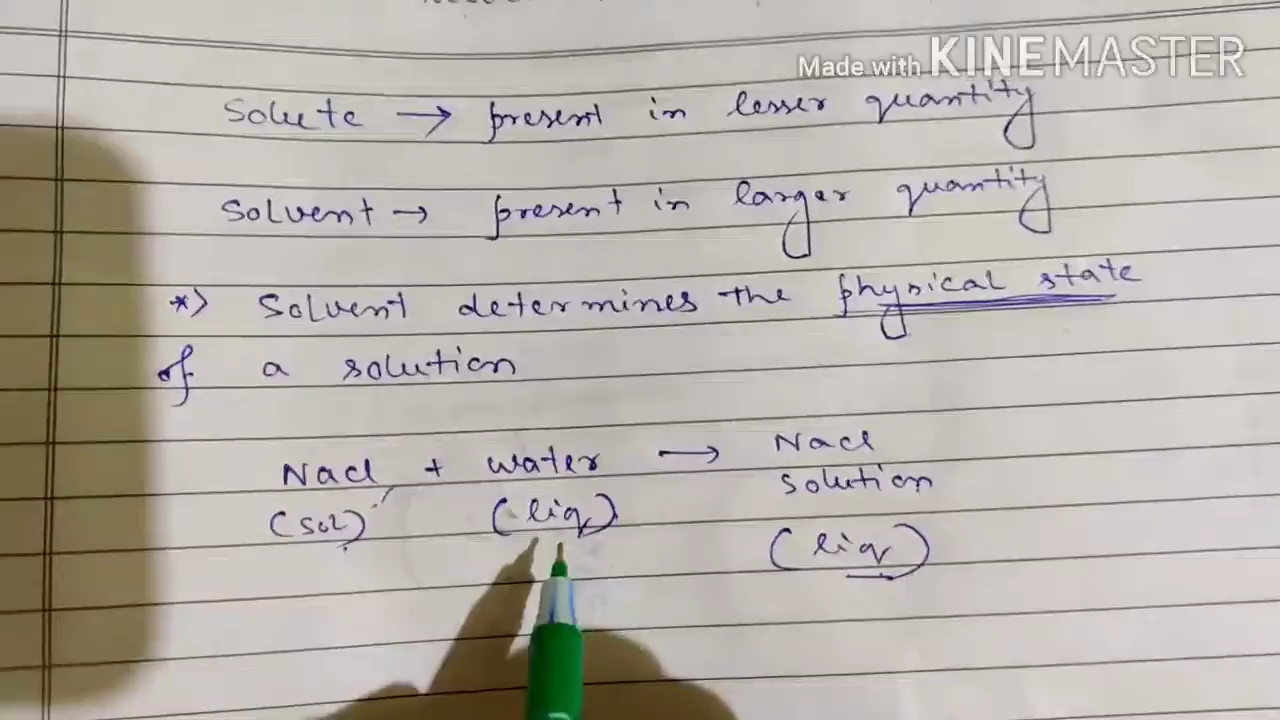 Made with KINEMASTER
Solute → present in lesser quantity
Solvent → present in larger quantity
*> Solvent determines the physical state
of a solution
Nacl + water → Nacl
solution
(sol) (liq)
(liq)